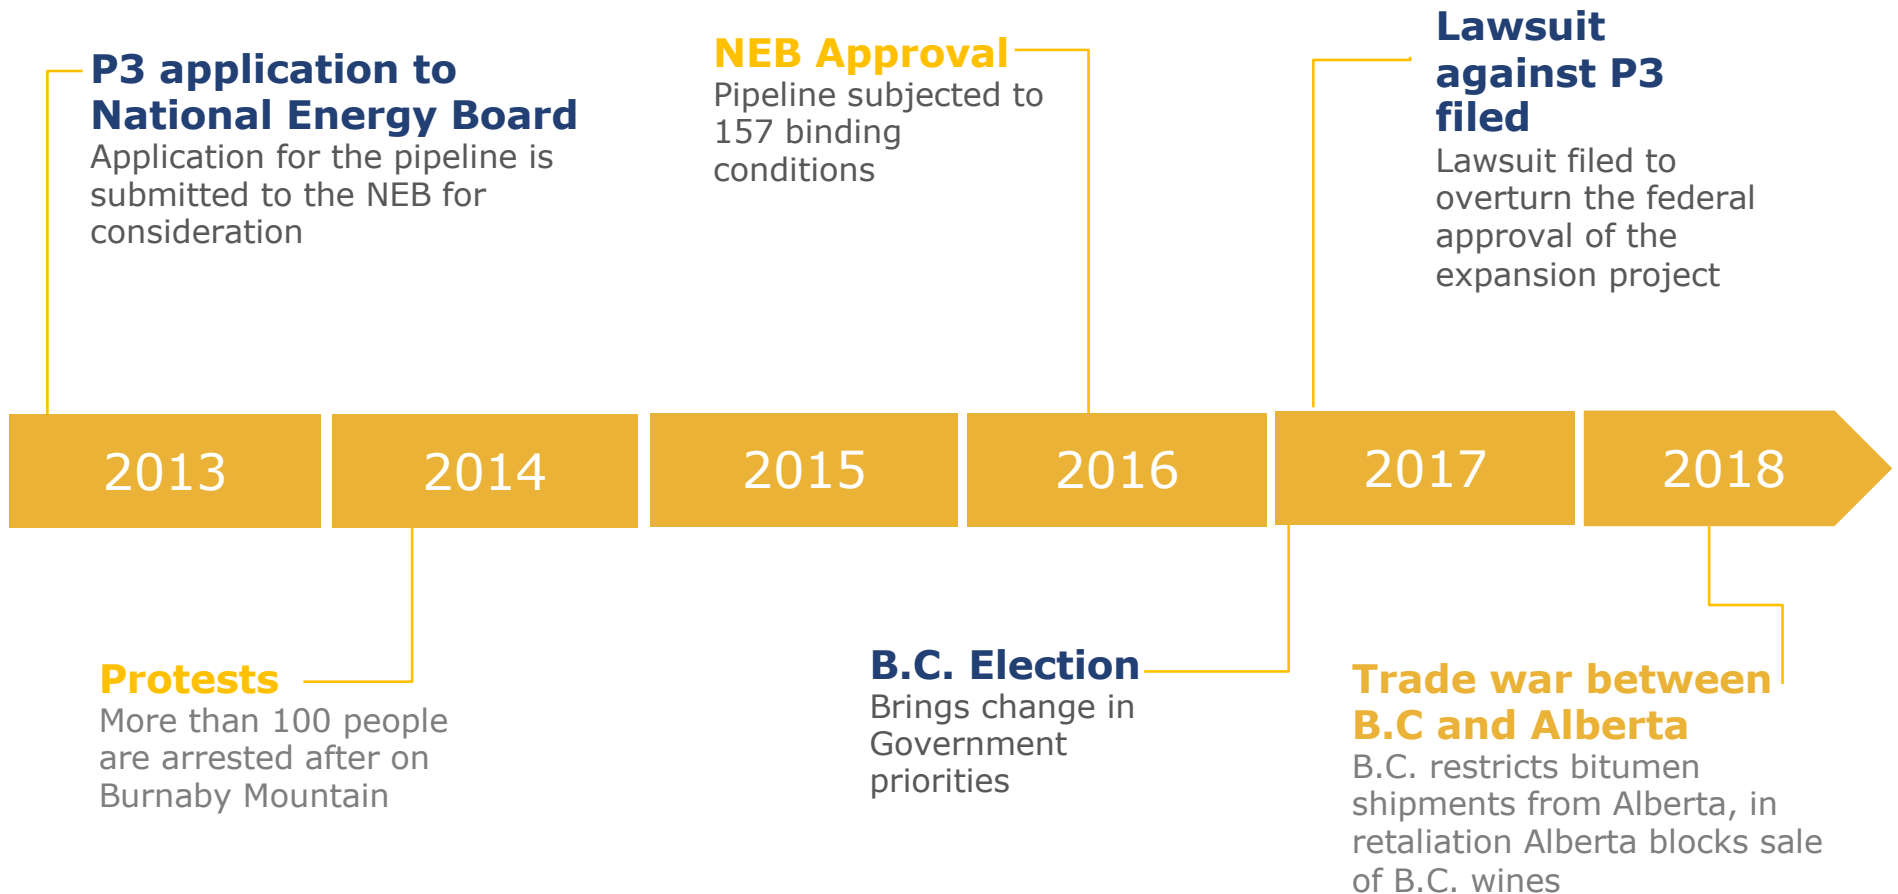 P3 application to
National Energy Board
Application for the pipeline is
submitted to the NEB for
consideration
NEB Approval
Pipeline subjected to
157 binding
conditions
Lawsuit
against P3
filed
Lawsuit filed to
overturn the federal
approval of the
expansion project
2013
2014
2015
2016
2017
2018
Protests
More than 100 people
are arrested after on
Burnaby Mountain
B.C. Election
Brings change in
Government
priorities
Trade war between
B.C and Alberta
B.C. restricts bitumen
shipments from Alberta, in
retaliation Alberta blocks sale
of B.C. wines